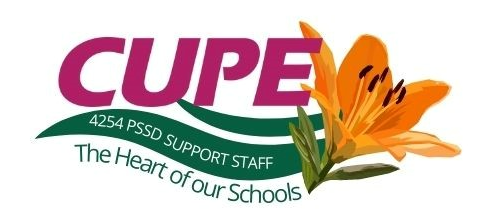 CUPE
4254 PSSD SUPPORT STAFF
The Heart of our Schools